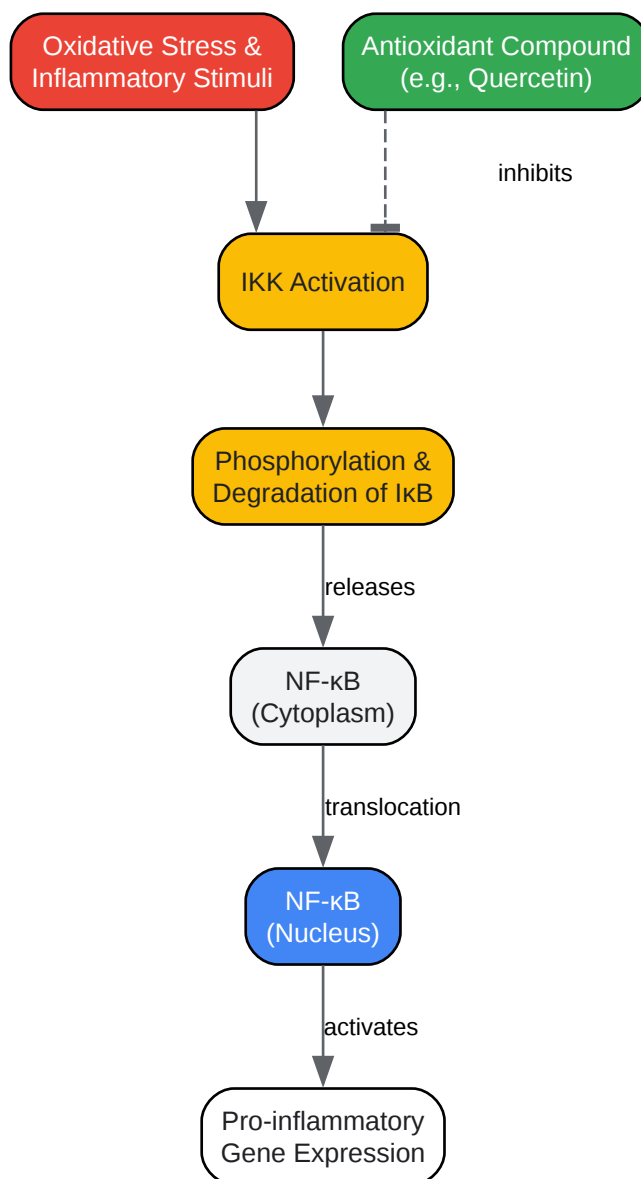 Oxidative Stress &
Inflammatory Stimuli
Antioxidant Compound
(e.g., Quercetin)
inhibits
IKK Activation
Phosphorylation &
Degradation of IκB
releases
NF-κB
(Cytoplasm)
translocation
NF-κB
(Nucleus)
activates
Pro-inflammatory
Gene Expression